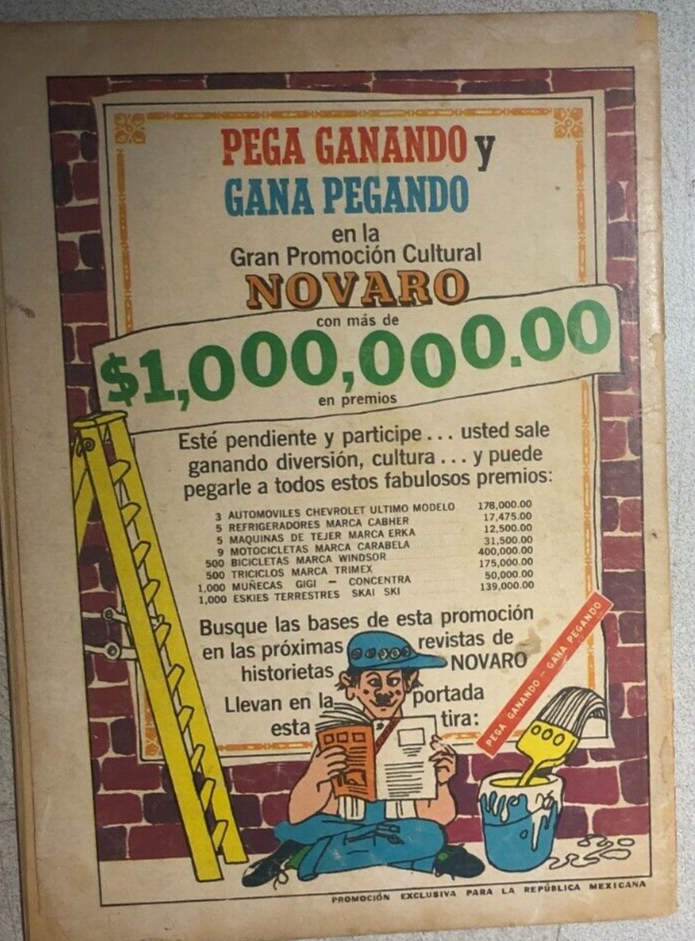 PEGA GANANDO y
GANA PEGANDO
en la
Gran Promoción Cultural
NOVARO
con más de
$1,000,000.00
en premios
Esté pendiente y participe... usted sale
ganando diversión, cultura... y puede
pegarle a todos estos fabulosos premios:
3 AUTOMOVILES CHEVROLET ULTIMO MODELO 178,000.00
5 REFRIGERADORES MARCA CABHER 17,475.00
5 MAQUINAS DE TEJER MARCA ERKA 12,500.00
9 MOTOCICLETAS MARCA CARABELA 31,500.00
500 BICICLETAS MARCA WINDSOR 400,000.00
500 TRICICLOS MARCA TRIMEX 175,000.00
1,000 MUÑECAS GIGI — CONCENTRA 50,000.00
1,000 ESKIES TERRESTRES SKAI SKI 139,000.00
Busque las bases de esta promoción
en las próximas revistas de
historietas NOVARO
Llevan en la portada
esta tira:
PEGA GANANDO — GANA PEGANDO
PROMOCIÓN EXCLUSIVA PARA LA REPÚBLICA MEXICANA